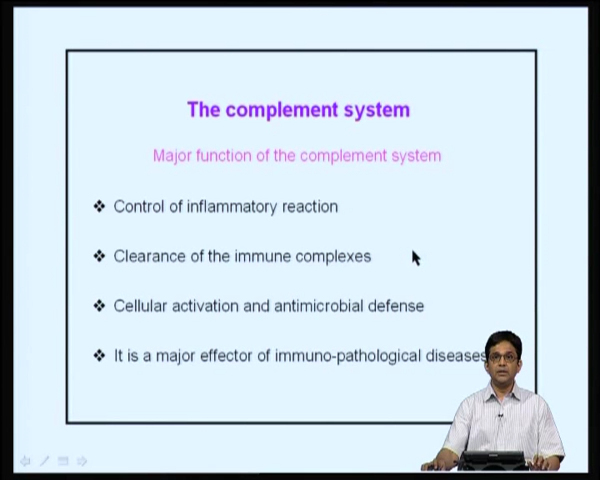 The complement system
Major function of the complement system
Control of inflammatory reaction
Clearance of the immune complexes
Cellular activation and antimicrobial defense
It is a major effector of immuno-pathological diseases